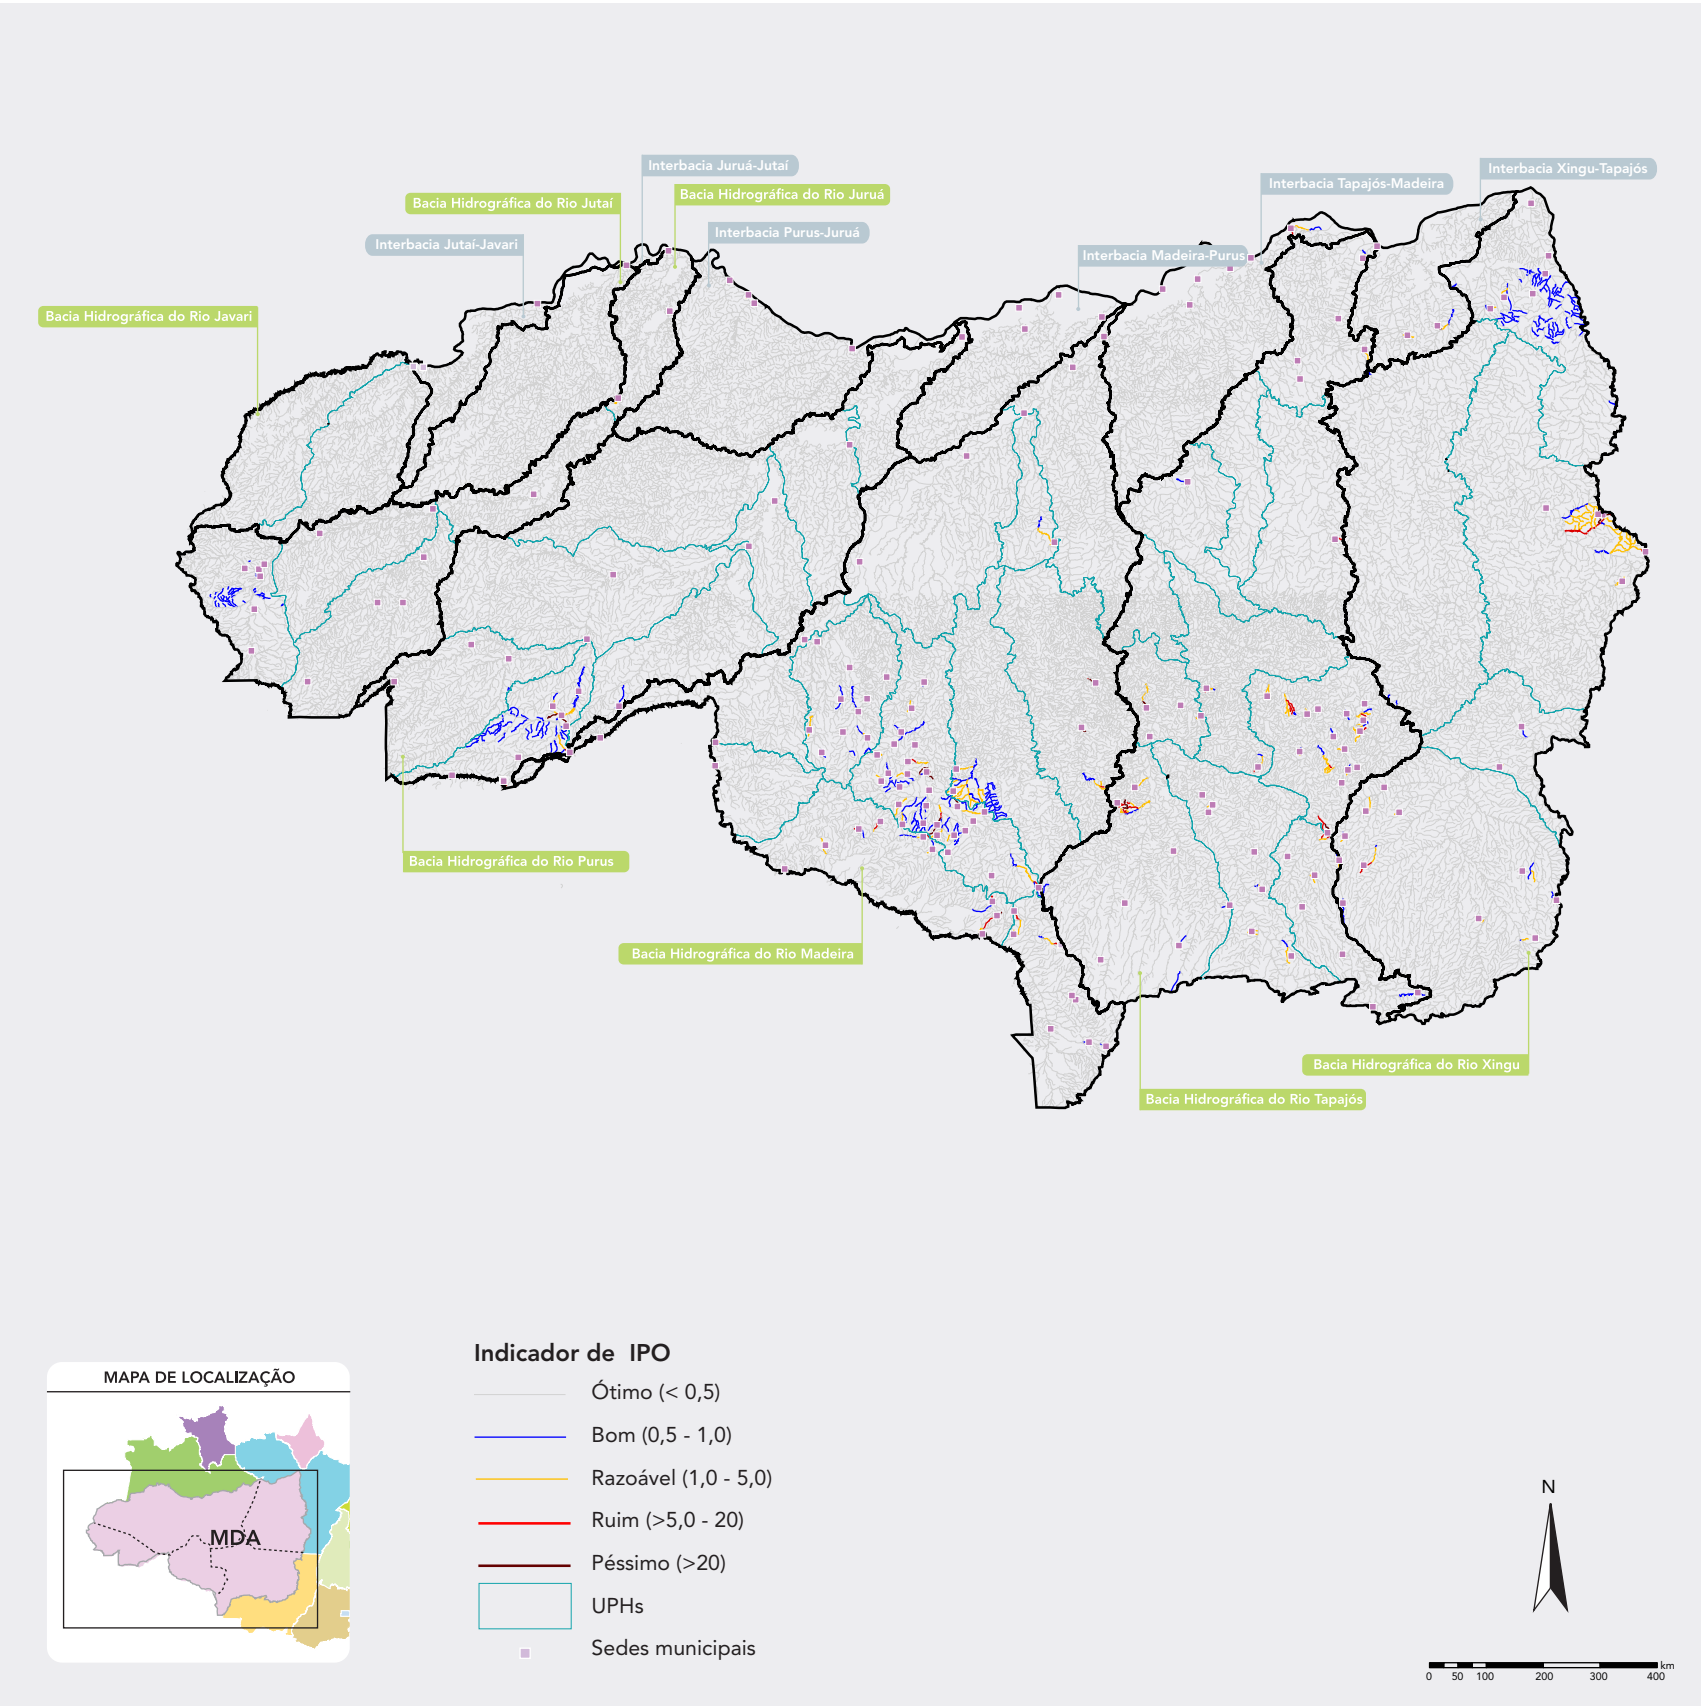 Interbacia Juruá-Jutaí
Interbacia Xingu-Tapajós
Interbacia Tapajós-Madeira
Bacia Hidrográfica do Rio Juruá
Bacia Hidrográfica do Rio Jutaí
Interbacia Purus-Juruá
Interbacia Jutaí-Javari
Interbacia Madeira-Purus
Bacia Hidrográfica do Rio Javari
Bacia Hidrográfica do Rio Purus
Bacia Hidrográfica do Rio Madeira
Bacia Hidrográfica do Rio Xingu
Bacia Hidrográfica do Rio Tapajós
MAPA DE LOCALIZAÇÃO
MDA
Indicador de IPO
Ótimo (< 0,5)
Bom (0,5 - 1,0)
Razoável (1,0 - 5,0)
Ruim (>5,0 - 20)
Péssimo (>20)
UPHs
Sedes municipais
N
km
0 50 100 200 300 400